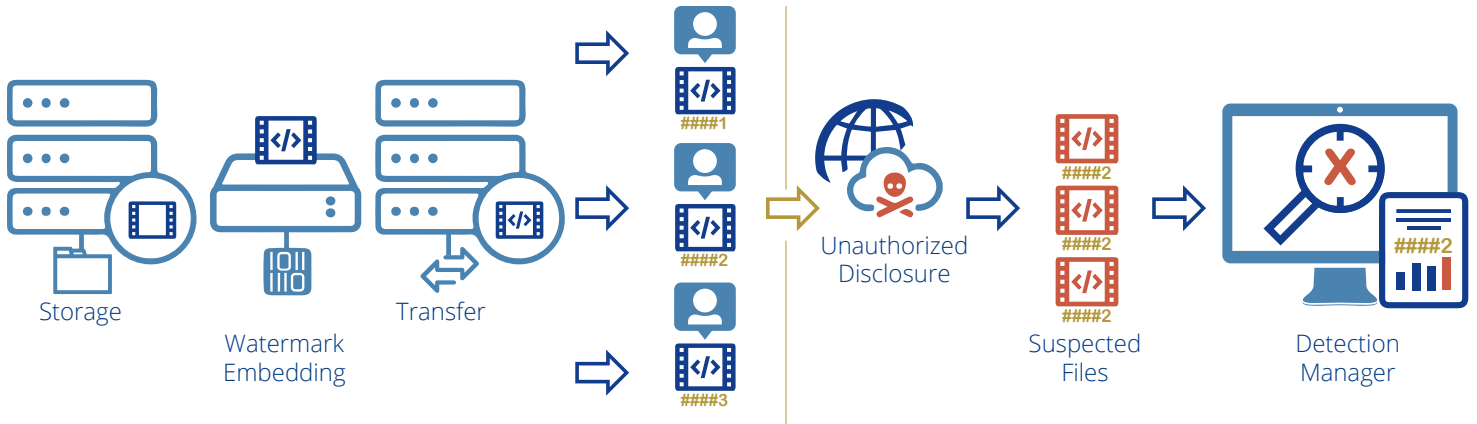 Storage
Watermark
Embedding
Transfer
</>
</>
</>
####1
</>
####2
</>
####3
Unauthorized
Disclosure
</>
####2
</>
####2
</>
####2
Suspected
Files
X
####2
Detection
Manager